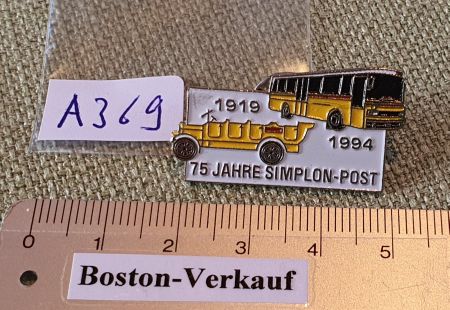 A369
1919
1994
75 JAHRE SIMPLON-POST
0 1 2 3 4 5
Boston-Verkauf